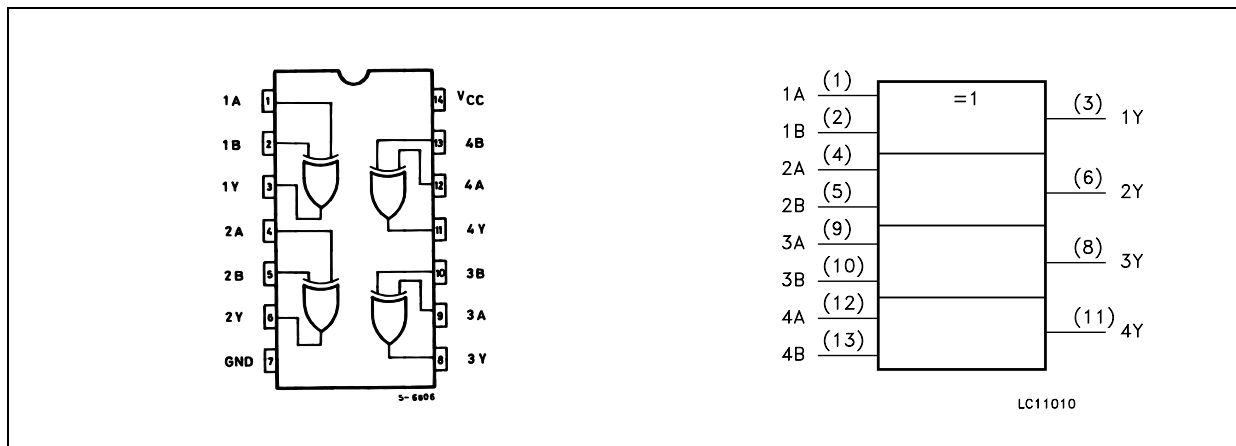 1A 1 14 VCC
1B 2 13 4B
1Y 3 12 4A
2A 4 11 4Y
2B 5 10 3B
2Y 6 9 3A
GND 7 8 3Y
S-6806
=1
1A (1)
1B (2)
2A (4)
2B (5)
3A (9)
3B (10)
4A (12)
4B (13)
(3) 1Y
(6) 2Y
(8) 3Y
(11) 4Y
LC11010